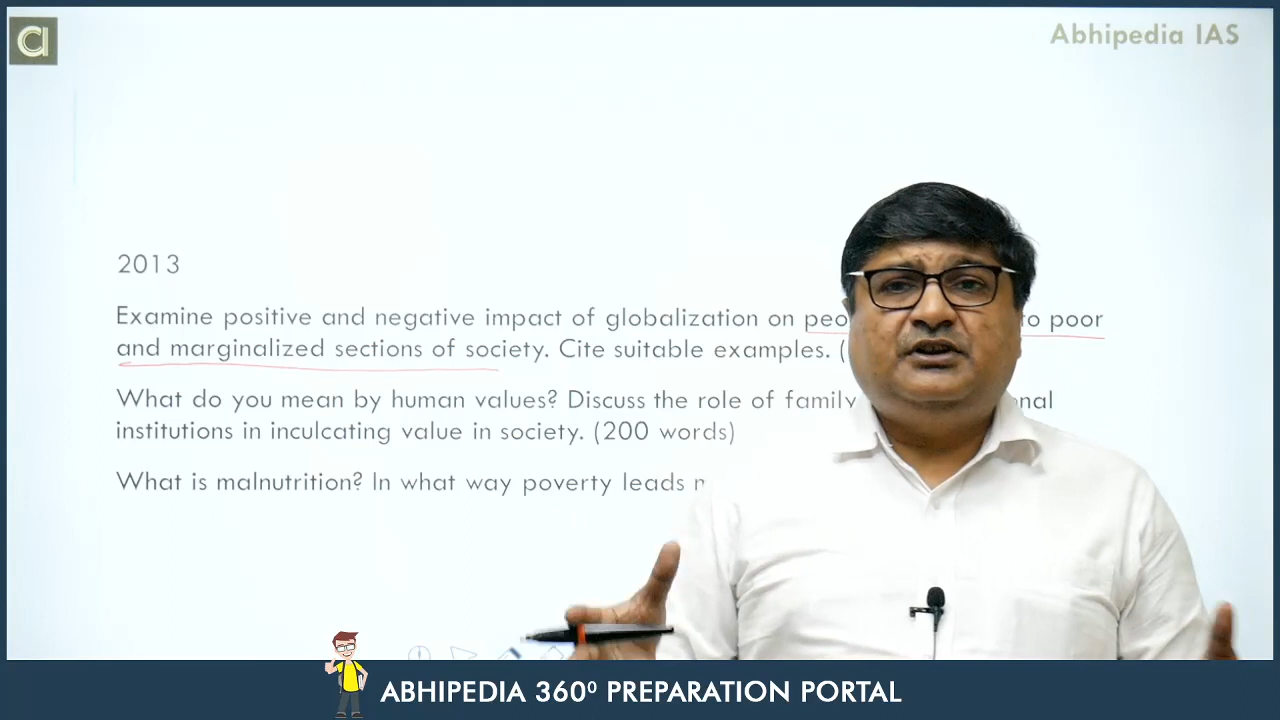 a
Abhipedia IAS
2013
Examine positive and negative impact of globalization on to poor
and marginalized sections of society. Cite suitable examples. (
What do you mean by human values? Discuss the role of family
institutions in inculcating value in society. (200 words)
What is malnutrition? In what way poverty leads
ABHIPEDIA 360⁰ PREPARATION PORTAL